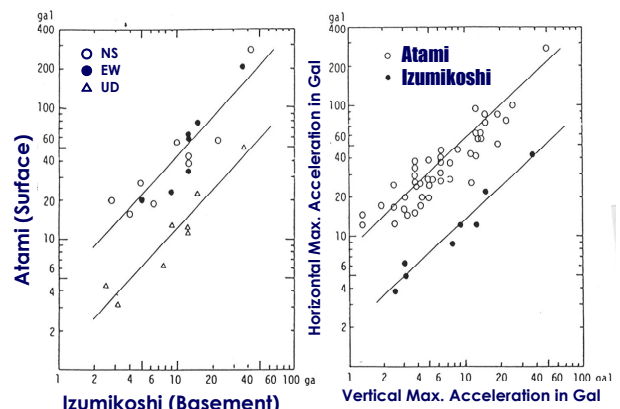 gal
400
200
100
60
40
20
10
6
4
2
NS
EW
UD
Atami (Surface)
1 2 4 6 10 20 40 60 100 ga
Izumikoshi (Basement)
gal
400
200
100
60
40
20
10
6
4
2
Atami
Izumikoshi
Horizontal Max. Acceleration in Gal
1 2 4 6 10 20 40 60 100 gal
Vertical Max. Acceleration in Gal